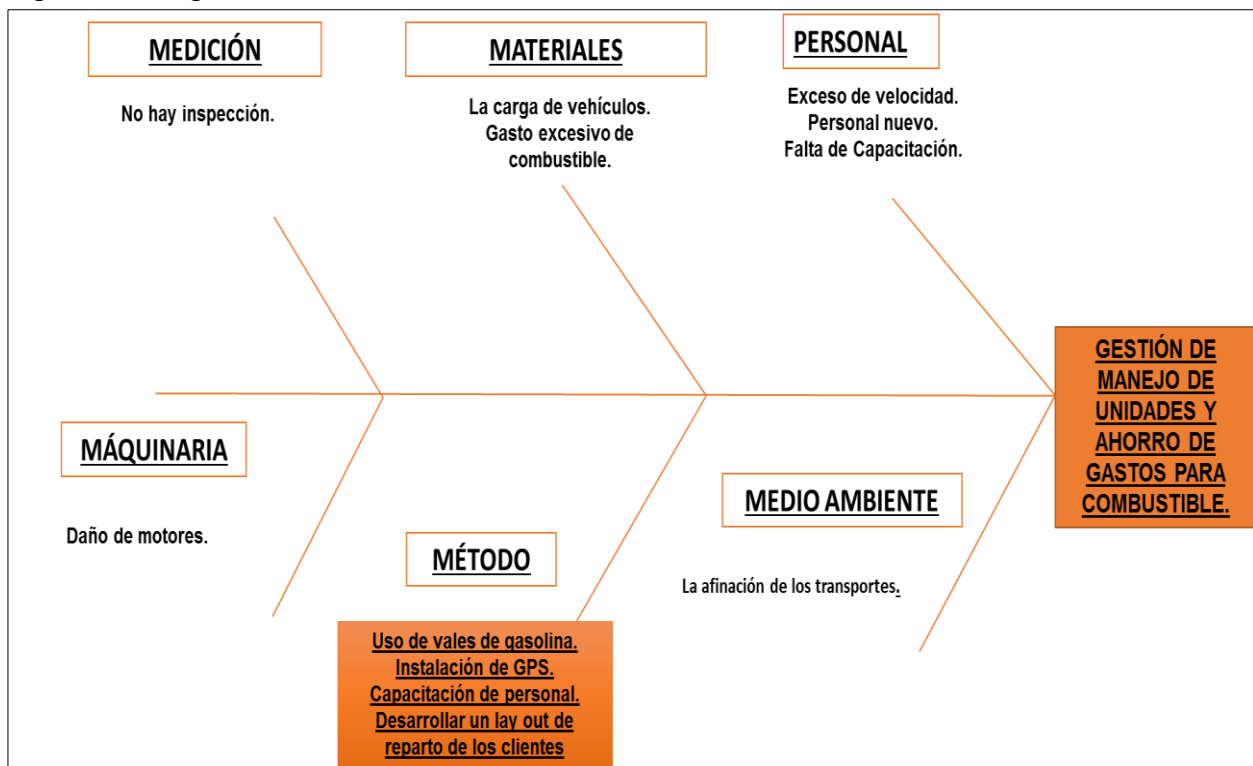 MEDICIÓN
No hay inspección.
MATERIALES
La carga de vehículos.
Gasto excesivo de
combustible.
PERSONAL
Exceso de velocidad.
Personal nuevo.
Falta de Capacitación.
GESTIÓN DE
MANEJO DE
UNIDADES Y
AHORRO DE
GASTOS PARA
COMBUSTIBLE.
MÁQUINARIA
Daño de motores.
MÉTODO
Uso de vales de gasolina.
Instalación de GPS.
Capacitación de personal.
Desarrollar un lay out de
reparto de los clientes
MEDIO AMBIENTE
La afinación de los transportes.